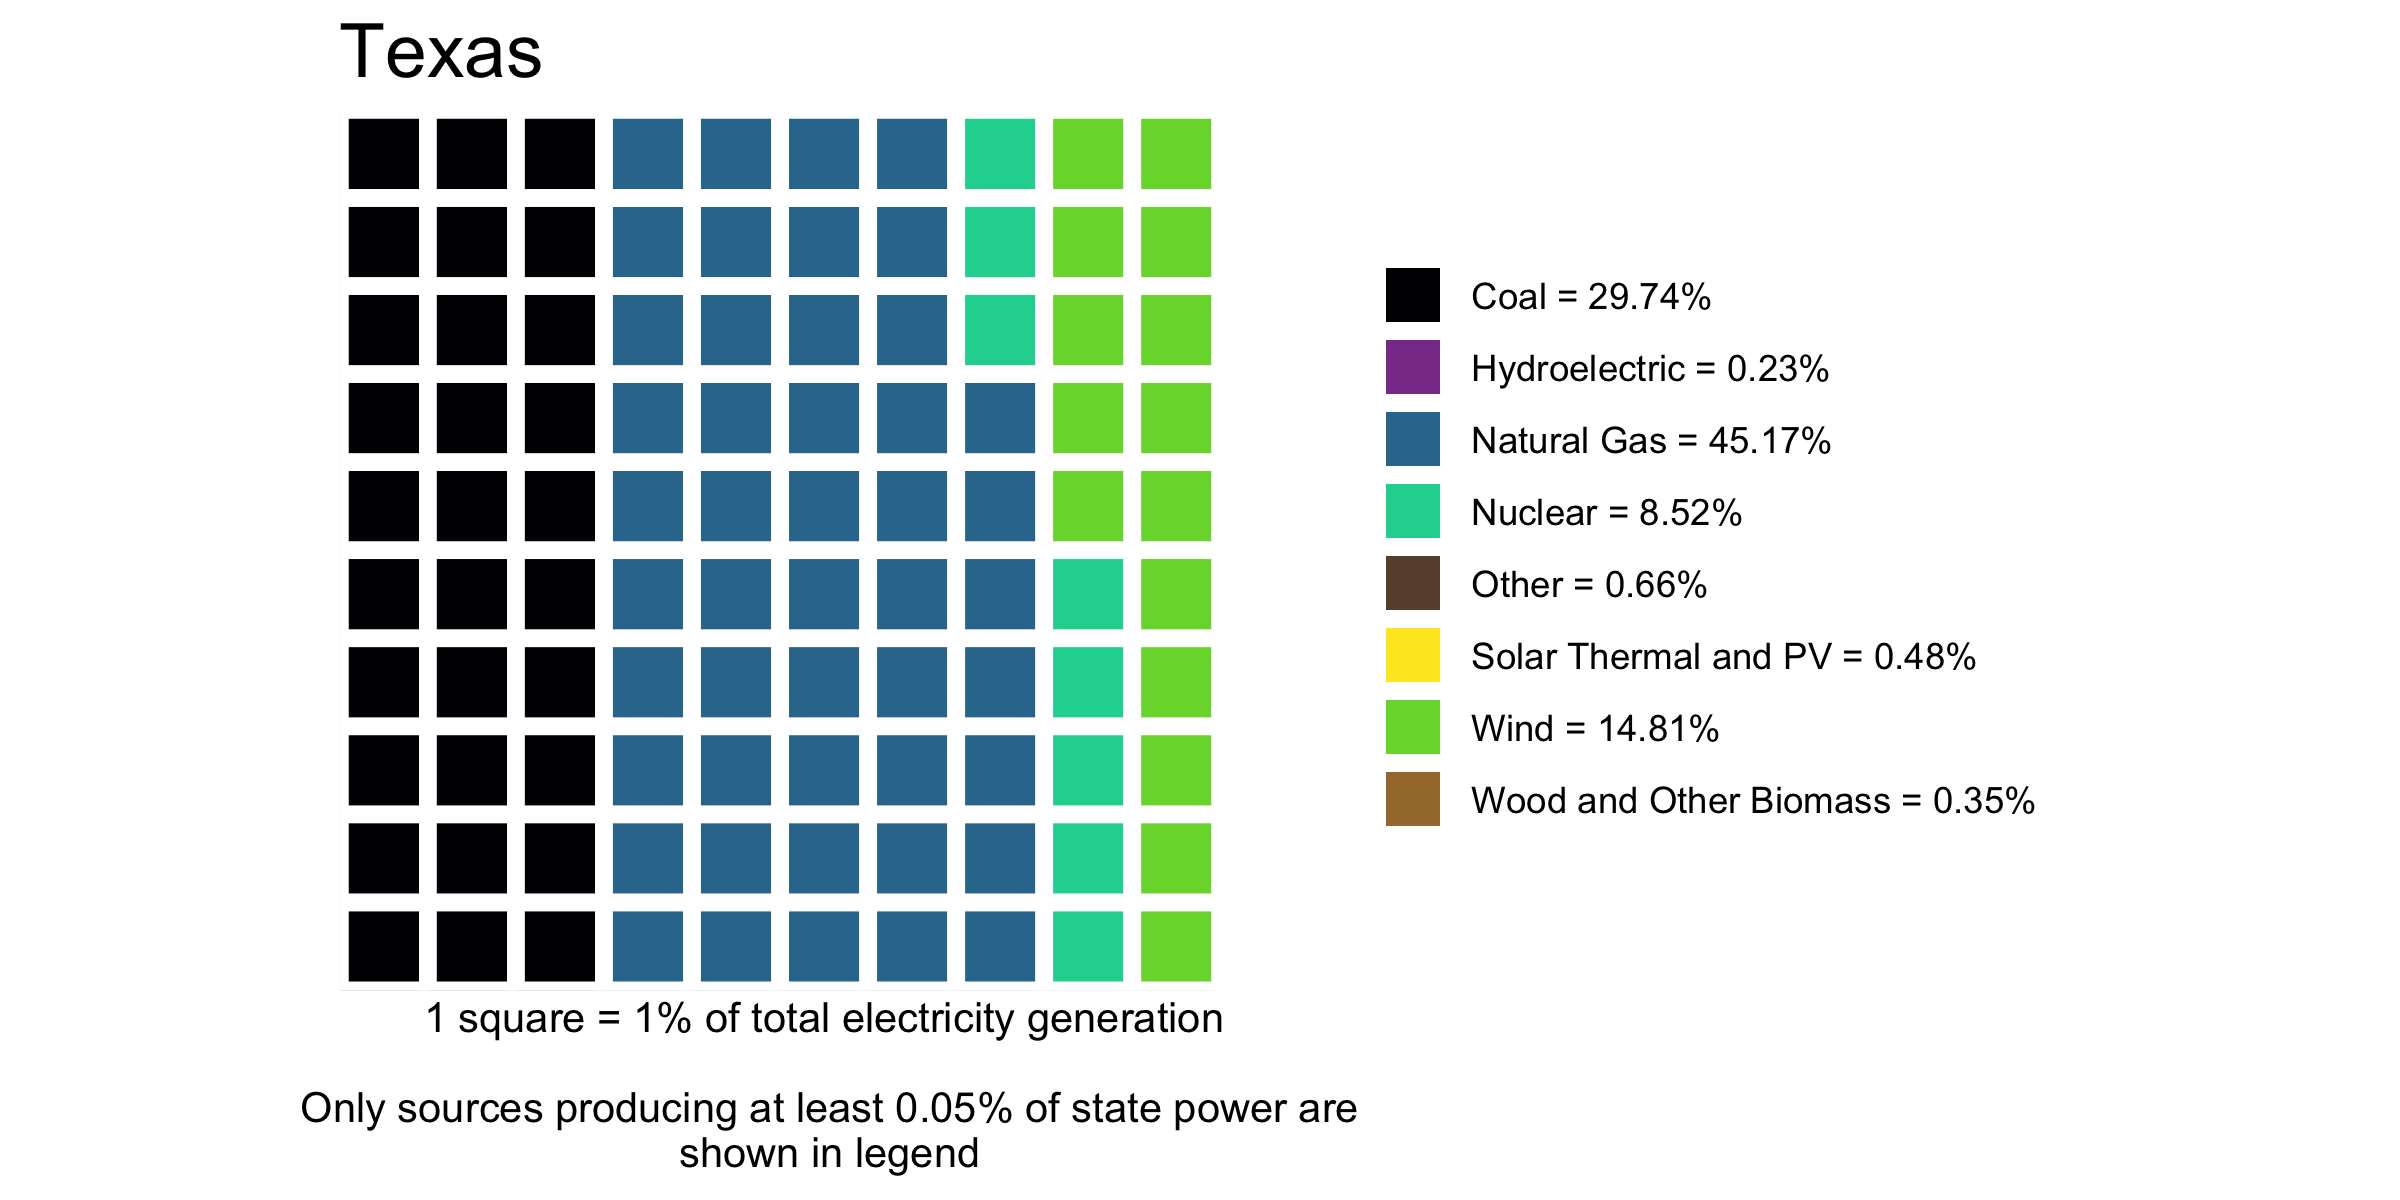 Texas
Coal = 29.74%
Hydroelectric = 0.23%
Natural Gas = 45.17%
Nuclear = 8.52%
Other = 0.66%
Solar Thermal and PV = 0.48%
Wind = 14.81%
Wood and Other Biomass = 0.35%
1 square = 1% of total electricity generation
Only sources producing at least 0.05% of state power are
shown in legend